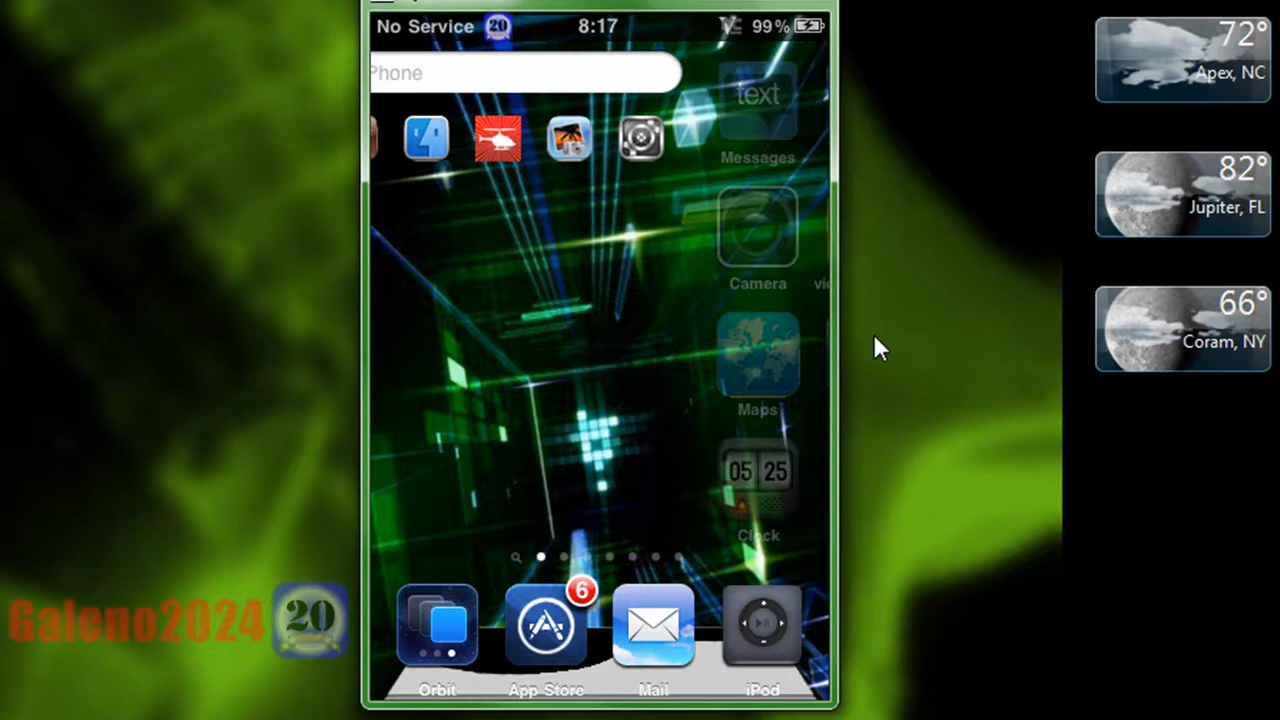 No Service 20 8:17 99%
Phone
text
Messages
Camera
Maps
05 25
Clock
6
Orbit
App Store
Mail
iPod
72°
Apex, NC
82°
Jupiter, FL
66°
Coram, NY
Galeno2024 20